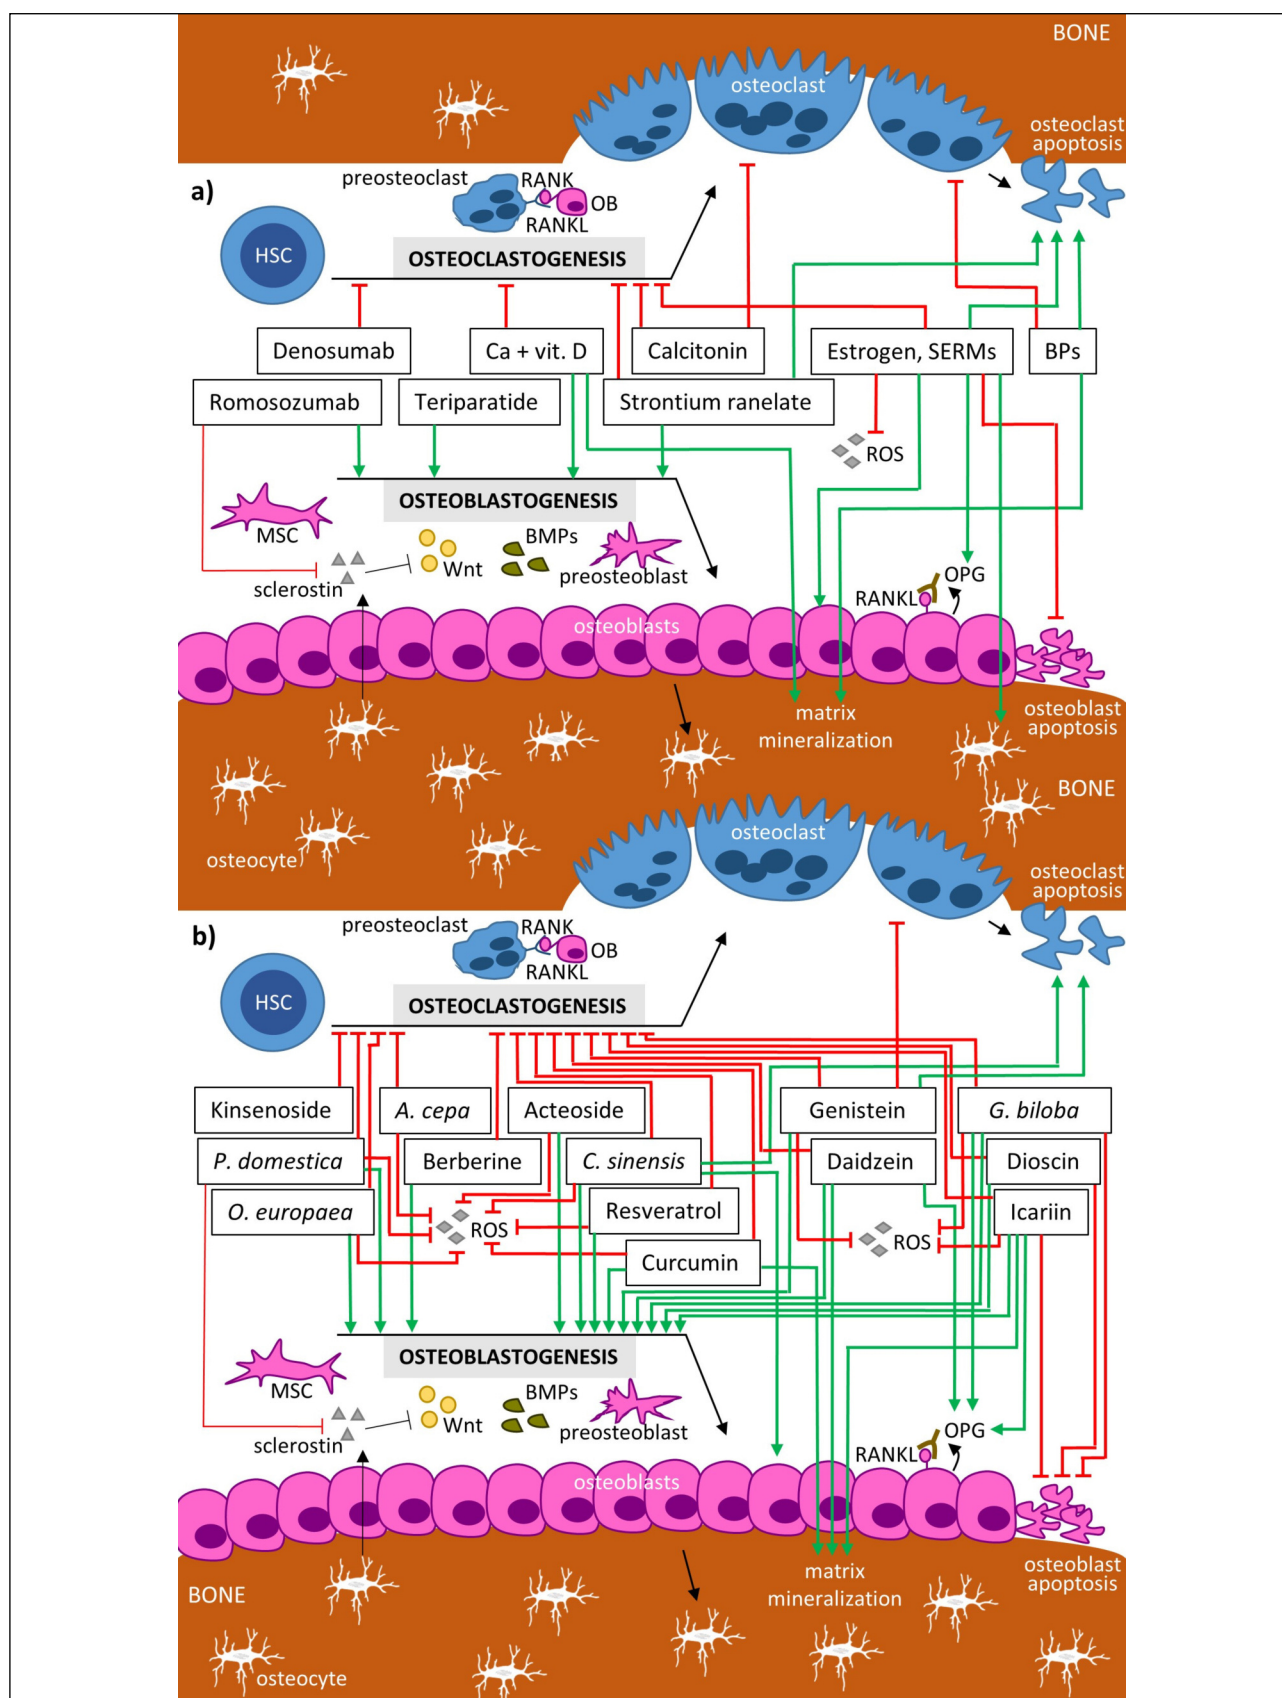 BONE
osteoclast
osteoclast
apoptosis
a)
preosteoclast
RANK
OB
RANKL
HSC
OSTEOCLASTOGENESIS
Denosumab
Ca + vit. D
Calcitonin
Estrogen, SERMs
BPs
Romosozumab
Teriparatide
Strontium ranelate
ROS
OSTEOBLASTOGENESIS
MSC
BMPs
Wnt
preosteoblast
sclerostin
OPG
RANKL
osteoblasts
matrix
mineralization
osteoblast
apoptosis
BONE
osteocyte
osteoclast
osteoclast
apoptosis
b)
preosteoclast
RANK
OB
RANKL
HSC
OSTEOCLASTOGENESIS
Kinsenoside
A. cepa
Acteoside
Genistein
G. biloba
P. domestica
Berberine
C. sinensis
Daidzein
Dioscin
O. europaea
ROS
Resveratrol
Icariin
ROS
Curcumin
OSTEOBLASTOGENESIS
MSC
BMPs
Wnt
preosteoblast
sclerostin
OPG
RANKL
osteoblasts
matrix
mineralization
osteoblast
apoptosis
BONE
osteocyte